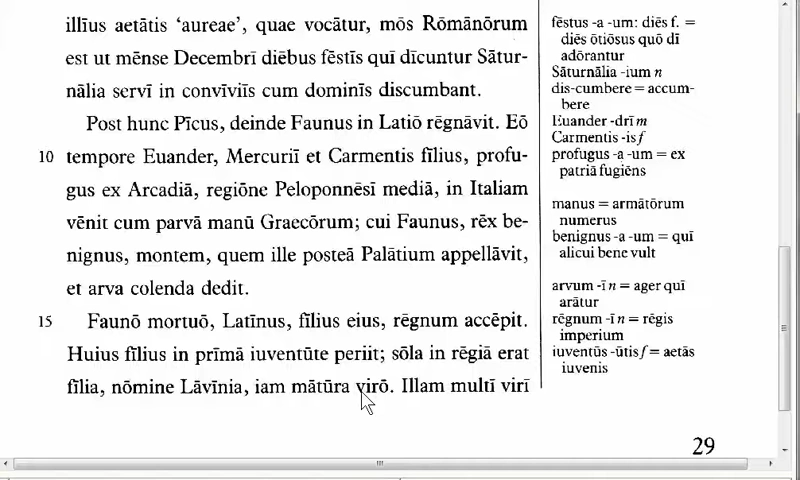 illīus aetātis ‘aureae’, quae vocātur, mōs Rōmānōrum
est ut mēnse Decembrī diēbus fēstīs quī dīcuntur Sātur-
nālia servī in convīviīs cum dominīs discumbant.
Post hunc Pīcus, deinde Faunus in Latiō rēgnāvit. Eō
10 tempore Euander, Mercuriī et Carmentis fīlius, profu-
gus ex Arcadiā, regiōne Peloponnēsī mediā, in Italiam
vēnit cum parvā manū Graecōrum; cui Faunus, rēx be-
nignus, montem, quem ille posteā Palātium appellāvit,
et arva colenda dedit.
15 Faunō mortuō, Latīnus, fīlius eius, rēgnum accēpit.
Huius fīlius in prīmā iuventūte periit; sōla in rēgiā erat
fīlia, nōmine Lāvīnia, iam mātūra virō. Illam multī virī
fēstus -a -um: diēs f. =
diēs ōtiōsus quō dī
adōrantur
Sāturnālia -ium n
dis-cumbere = accum-
bere
Euander -drī m
Carmentis -is f
profugus -a -um = ex
patriā fugiēns
manus = armātōrum
numerus
benignus -a -um = quī
alicui bene vult
arvum -ī n = ager quī
arātur
rēgnum -ī n = rēgis
imperium
iuventūs -ūtis f = aetās
iuvenis
29